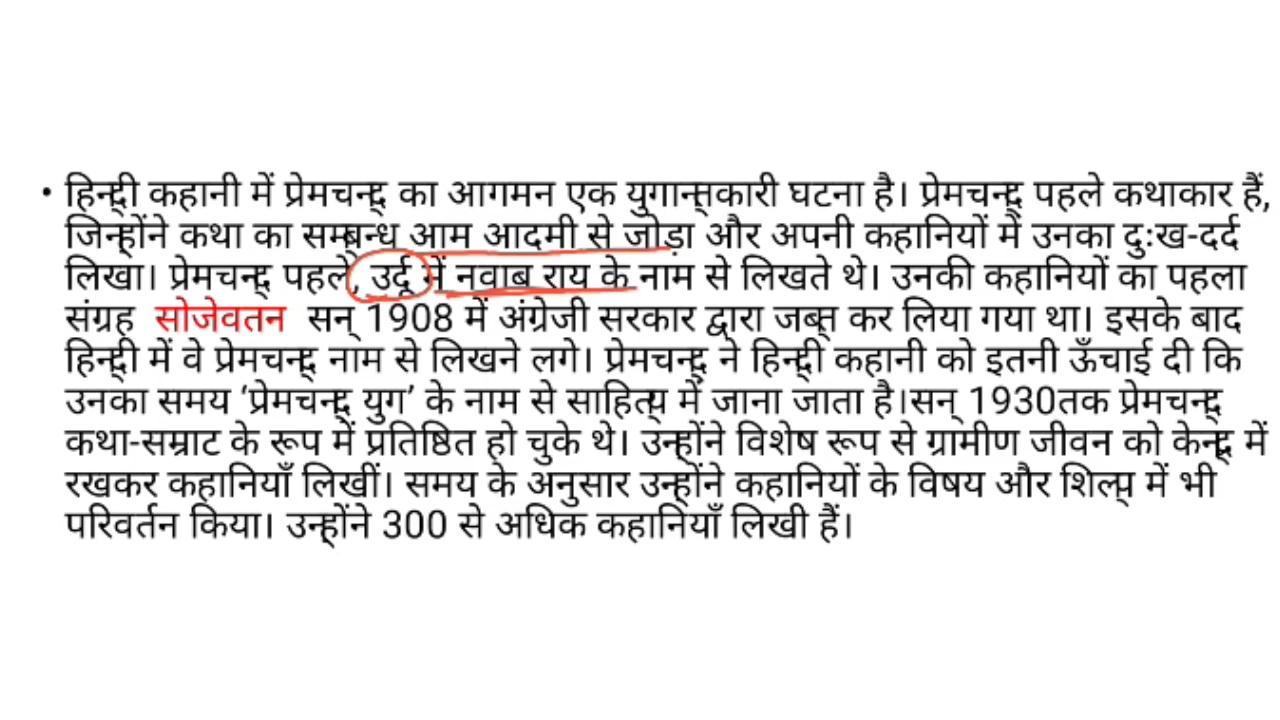 • हिन्दी कहानी में प्रेमचन्द का आगमन एक युगान्तकारी घटना है। प्रेमचन्द पहले कथाकार हैं,
जिन्होंने कथा का सम्बन्ध आम आदमी से जोड़ा और अपनी कहानियों में उनका दुःख-दर्द
लिखा। प्रेमचन्द पहले, उर्दू में नवाब राय के नाम से लिखते थे। उनकी कहानियों का पहला
संग्रह सोजेवतन सन् 1908 में अंग्रेजी सरकार द्वारा जब्त कर लिया गया था। इसके बाद
हिन्दी में वे प्रेमचन्द नाम से लिखने लगे। प्रेमचन्द ने हिन्दी कहानी को इतनी ऊँचाई दी कि
उनका समय ‘प्रेमचन्द युग’ के नाम से साहित्य में जाना जाता है।सन् 1930तक प्रेमचन्द
कथा-सम्राट के रूप में प्रतिष्ठित हो चुके थे। उन्होंने विशेष रूप से ग्रामीण जीवन को केन्द्र में
रखकर कहानियाँ लिखीं। समय के अनुसार उन्होंने कहानियों के विषय और शिल्प में भी
परिवर्तन किया। उन्होंने 300 से अधिक कहानियाँ लिखी हैं।